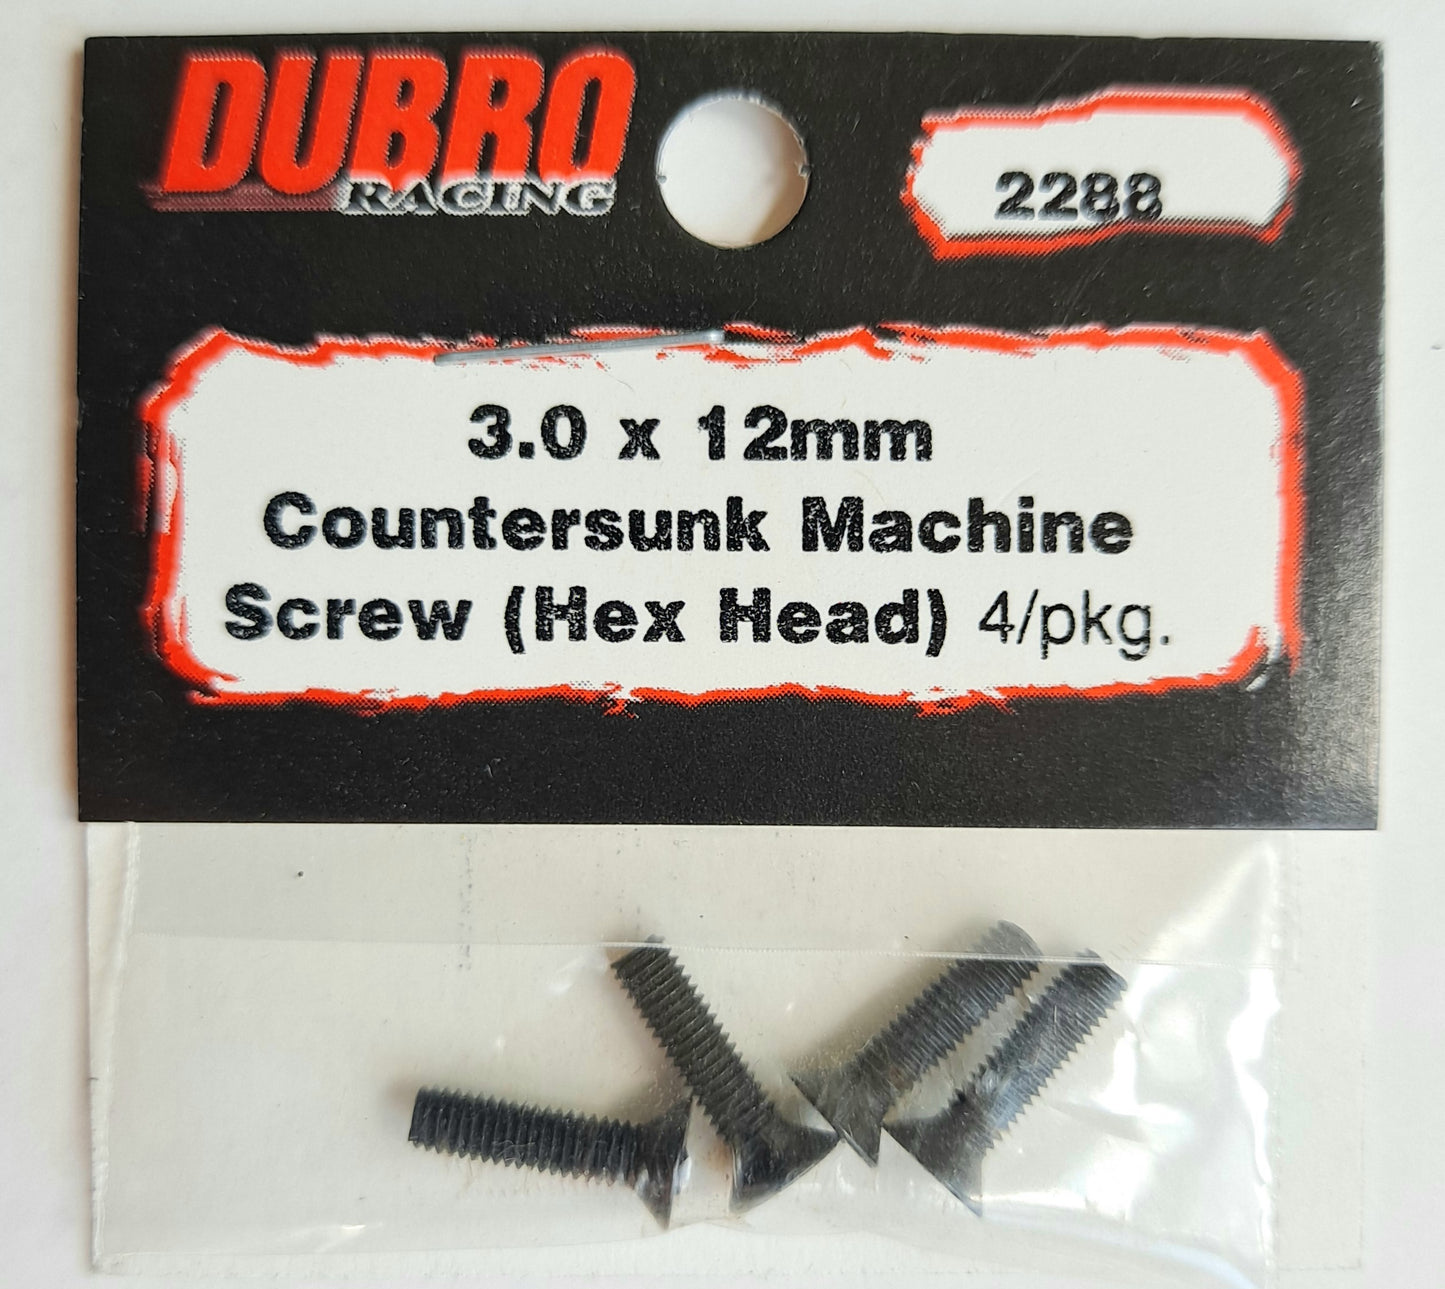 DUBRO
RACING
2288
3.0 x 12mm
Countersunk Machine
Screw (Hex Head) 4/pkg.